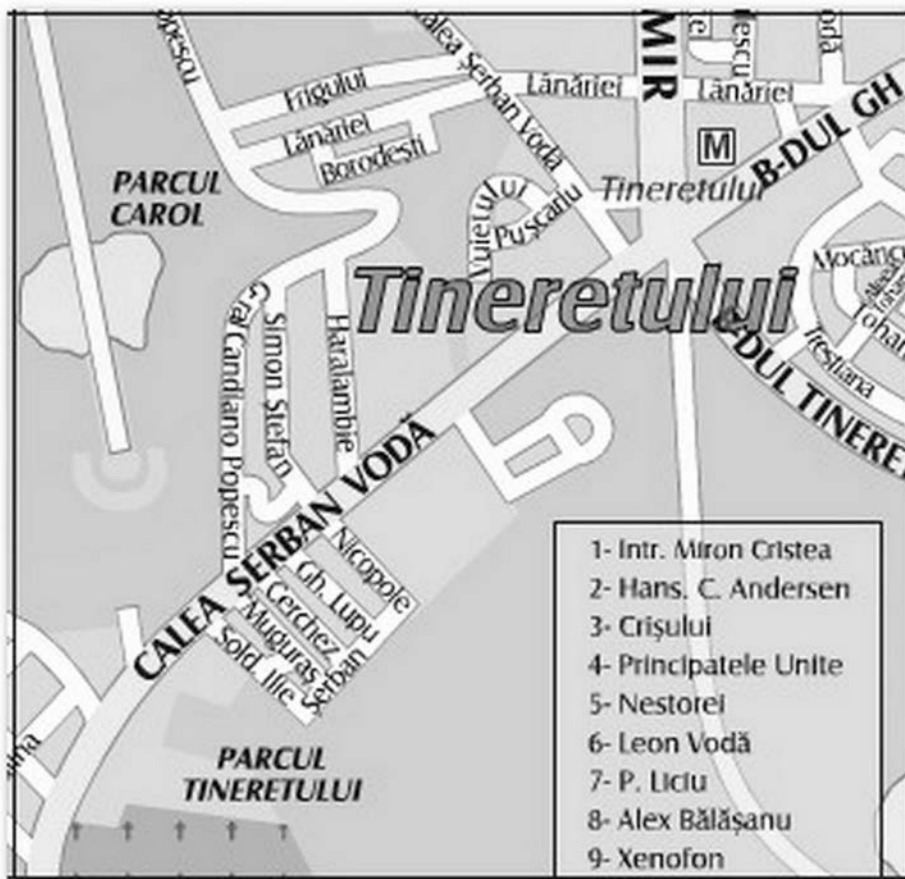 Calea Șerban Vodă
MIR
Lânăriei
Lânăriei
B-DUL GH
Frigului
Lânăriei
Borodești
M
Tineretului
PARCUL
CAROL
Vuietului
Pușcariu
Tineretului
G-ral Candiano Popescu
Simon Ștefan
Haralambie
Trestiana
B-DUL TINERE
CALEA ȘERBAN VODĂ
Nicopole
Gh. Lupu
Cerchez
Muguraș
Sold. Ilie
Șerban
PARCUL
TINERETULUI
1- Intr. Miron Cristea
2- Hans. C. Andersen
3- Crișului
4- Principatele Unite
5- Nestorei
6- Leon Vodă
7- P. Liciu
8- Alex Bălășanu
9- Xenofon